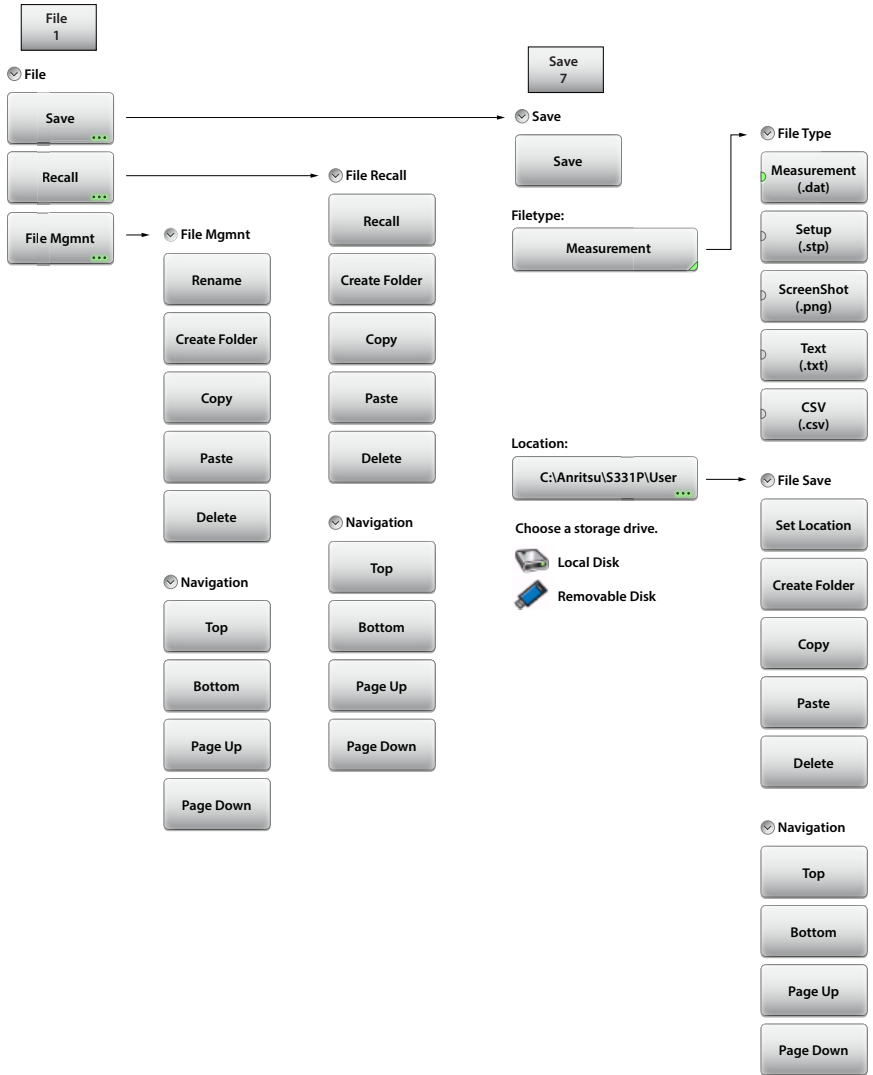 File
1
File
Save
Recall
File Mgmnt
File Mgmnt
Rename
Create Folder
Copy
Paste
Delete
Navigation
Top
Bottom
Page Up
Page Down
File Recall
Recall
Create Folder
Copy
Paste
Delete
Navigation
Top
Bottom
Page Up
Page Down
Save
7
Save
Save
Filetype:
Measurement
Location:
C:\Anritsu\S331P\User
Choose a storage drive.
Local Disk
Removable Disk
File Type
Measurement
(.dat)
Setup
(.stp)
ScreenShot
(.png)
Text
(.txt)
CSV
(.csv)
File Save
Set Location
Create Folder
Copy
Paste
Delete
Navigation
Top
Bottom
Page Up
Page Down